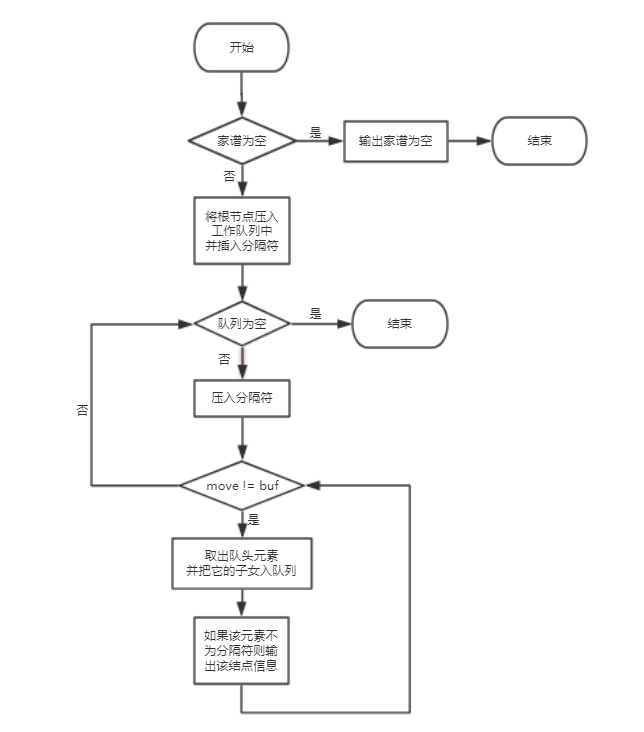 开始
家谱为空
是
输出家谱为空
结束
否
将根节点压入
工作队列中
并插入分隔符
队列为空
是
结束
否
压入分隔符
否
move != buf
是
取出队头元素
并把它的子女入队列
如果该元素不
为分隔符则输
出该结点信息